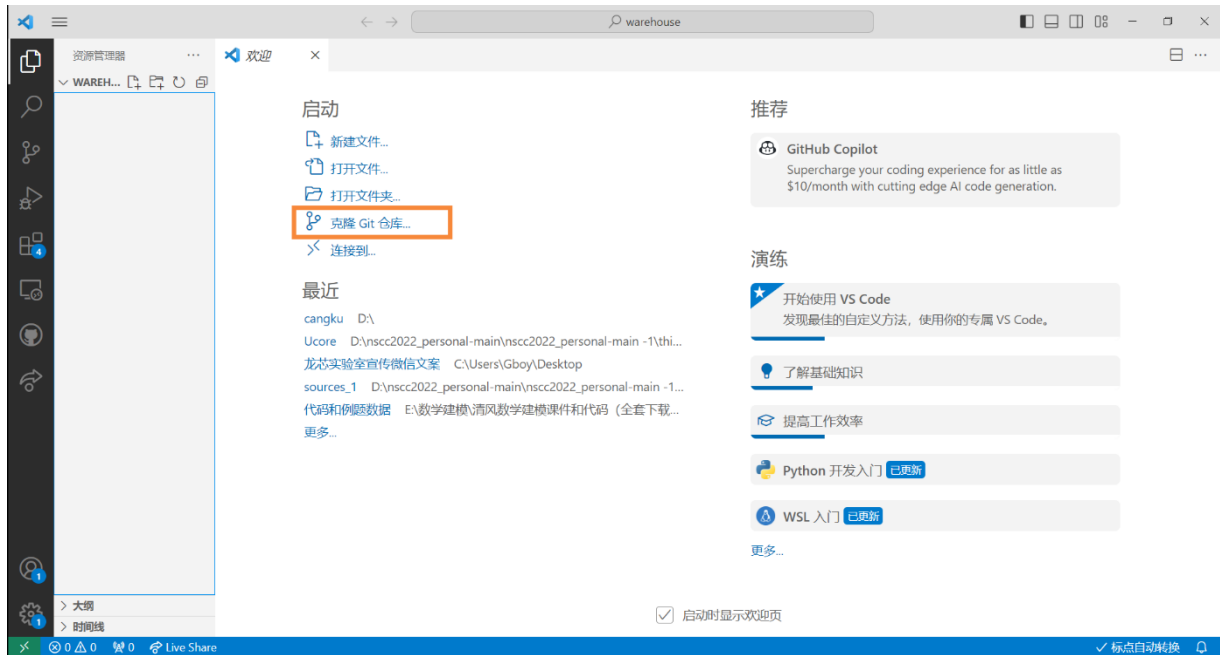 warehouse
资源管理器
欢迎
WAREH...
启动
新建文件...
打开文件...
打开文件夹...
克隆 Git 仓库...
连接到...
最近
cangku D:\
Ucore D:\nscc2022_personal-main\nscc2022_personal-main -1\thi...
龙芯实验室宣传微信文案 C:\Users\Gboy\Desktop
sources_1 D:\nscc2022_personal-main\nscc2022_personal-main -1...
代码和例题数据 E:\数学建模\清风数学建模课件和代码（全套下载...
更多...
推荐
GitHub Copilot
Supercharge your coding experience for as little as
$10/month with cutting edge AI code generation.
演练
开始使用 VS Code
发现最佳的自定义方法，使用你的专属 VS Code。
了解基础知识
提高工作效率
Python 开发入门 已更新
WSL 入门 已更新
更多...
启动时显示欢迎页
4
1
1
大纲
时间线
0 0 0 Live Share
标点自动转换